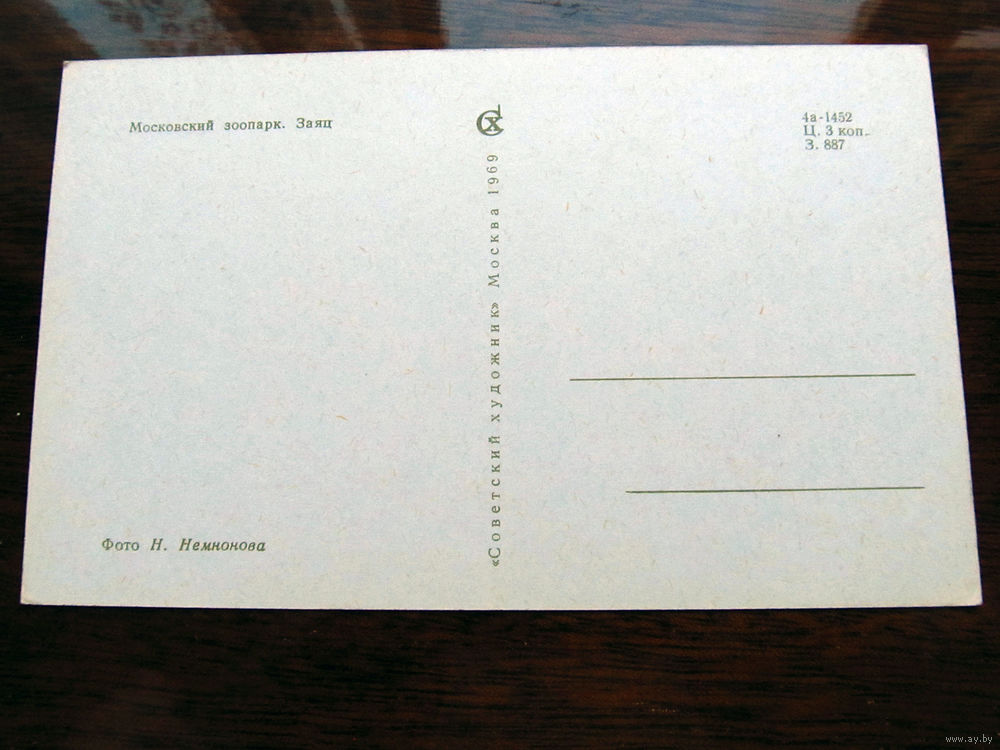 Московский зоопарк. Заяц
СХ
4а-1452
Ц. 3 коп.
З. 887
«Советский художник» Москва 1969
Фото Н. Немнонова
www.ay.by